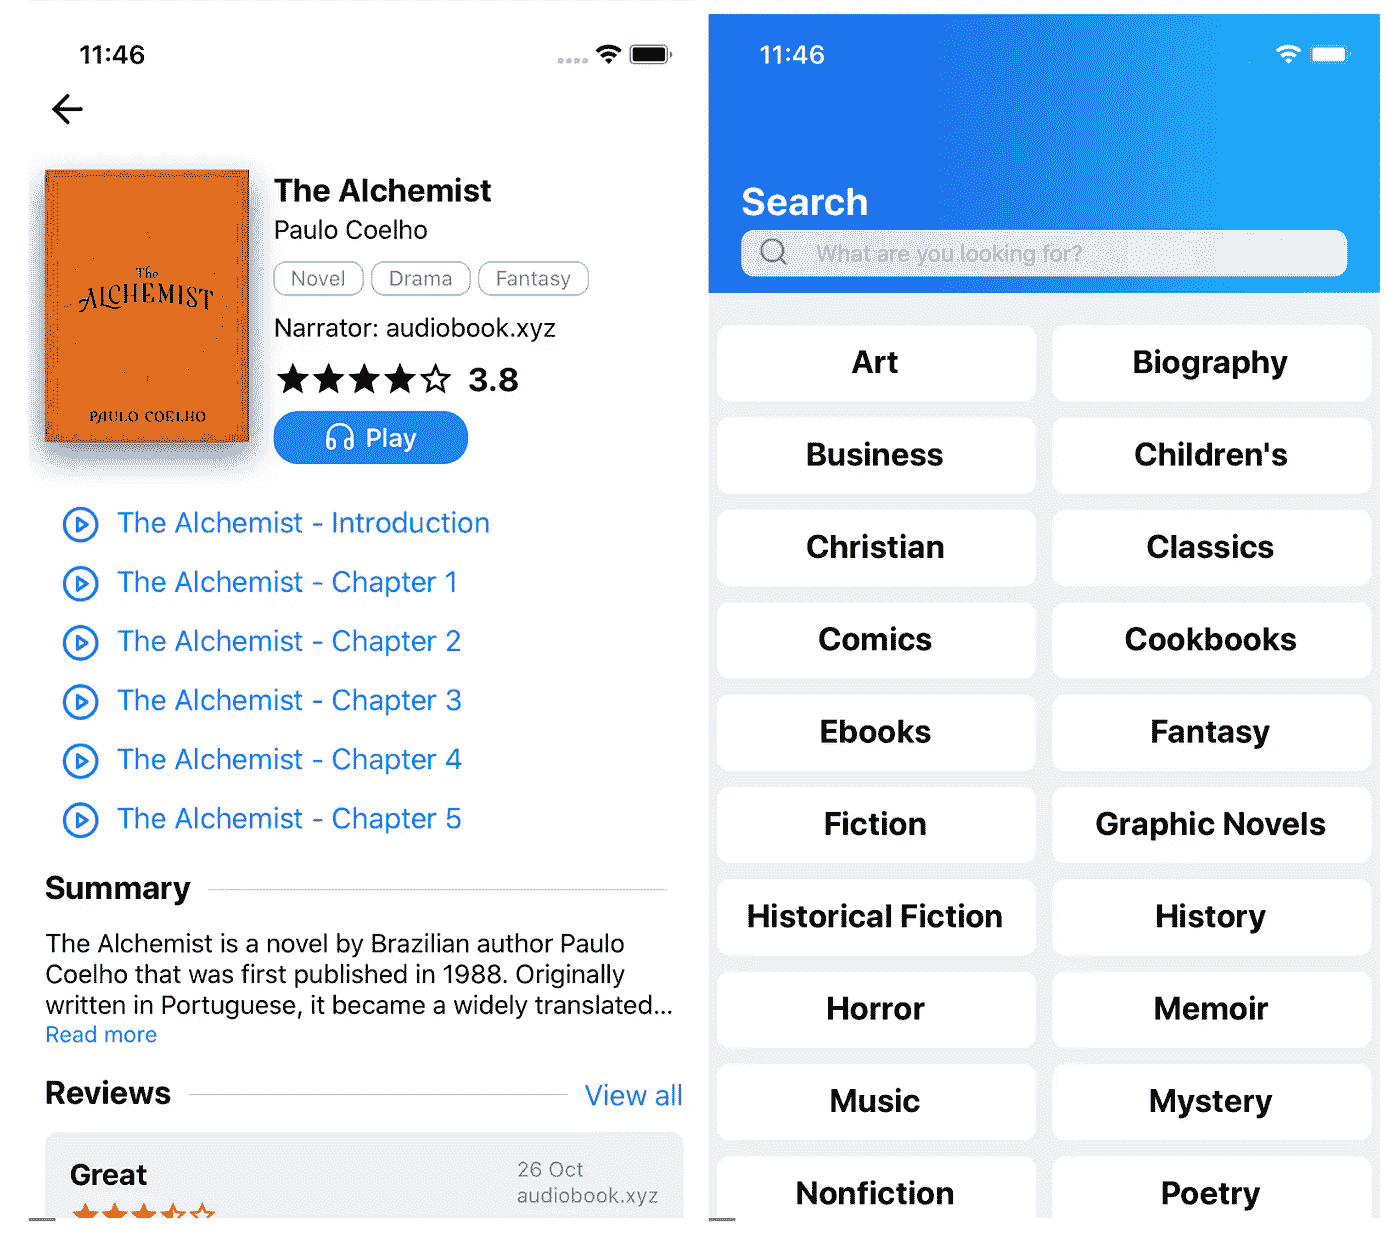 11:46
The Alchemist
Paulo Coelho
Novel Drama Fantasy
Narrator: audiobook.xyz
3.8
Play
The
ALCHEMIST
PAULO COELHO
The Alchemist - Introduction
The Alchemist - Chapter 1
The Alchemist - Chapter 2
The Alchemist - Chapter 3
The Alchemist - Chapter 4
The Alchemist - Chapter 5
Summary
The Alchemist is a novel by Brazilian author Paulo
Coelho that was first published in 1988. Originally
written in Portuguese, it became a widely translated...
Read more
Reviews View all
Great 26 Oct
audiobook.xyz
11:46
Search
What are you looking for?
Art Biography
Business Children's
Christian Classics
Comics Cookbooks
Ebooks Fantasy
Fiction Graphic Novels
Historical Fiction History
Horror Memoir
Music Mystery
Nonfiction Poetry